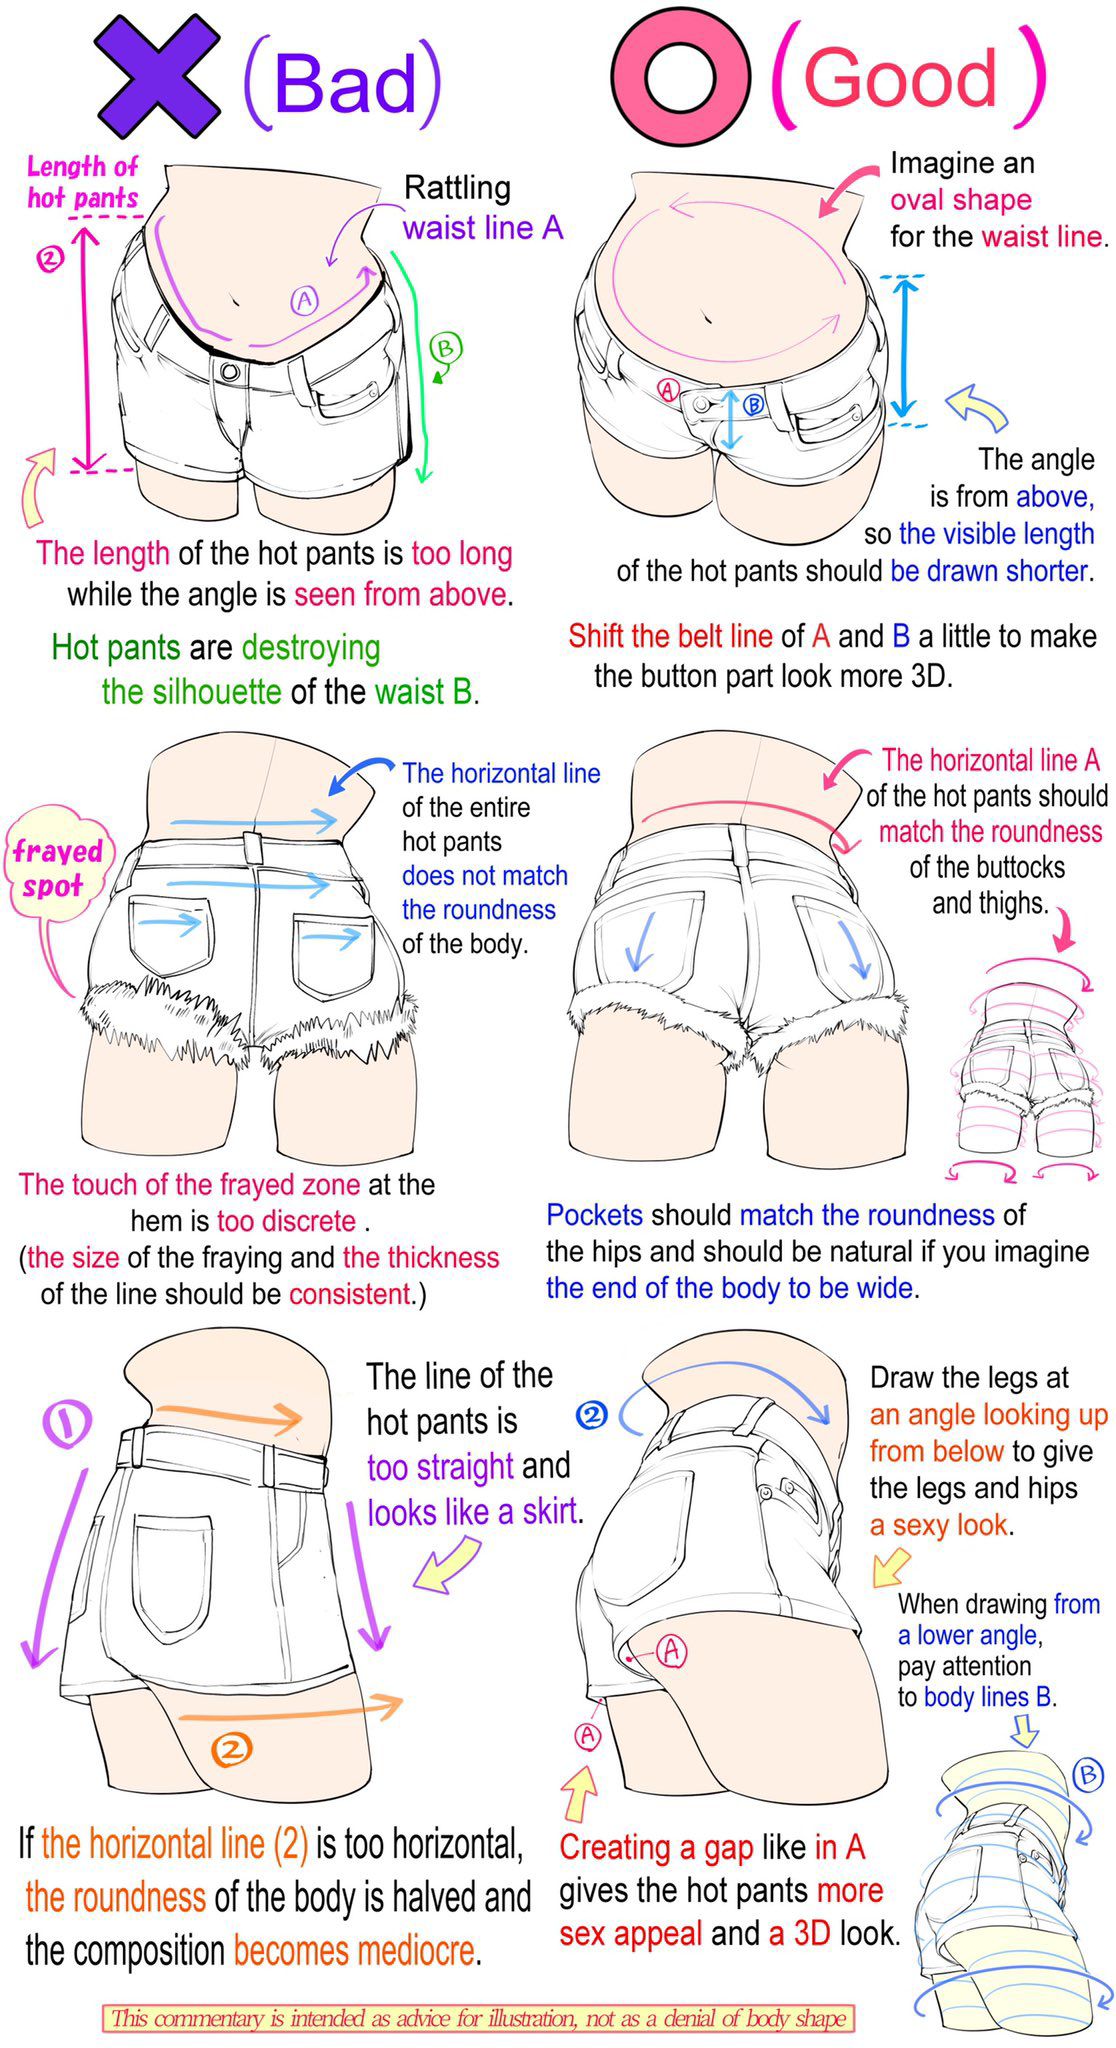 (Bad)
(Good)
Length of
hot pants
②
Rattling
waist line A
Ⓐ
Ⓑ
The length of the hot pants is too long
while the angle is seen from above.
Hot pants are destroying
the silhouette of the waist B.
Imagine an
oval shape
for the waist line.
Ⓐ
Ⓑ
The angle
is from above,
so the visible length
of the hot pants should be drawn shorter.
Shift the belt line of A and B a little to make
the button part look more 3D.
frayed
spot
The horizontal line
of the entire
hot pants
does not match
the roundness
of the body.
The touch of the frayed zone at the
hem is too discrete .
(the size of the fraying and the thickness
of the line should be consistent.)
The horizontal line A
of the hot pants should
match the roundness
of the buttocks
and thighs.
Pockets should match the roundness of
the hips and should be natural if you imagine
the end of the body to be wide.
①
The line of the
hot pants is
too straight and
looks like a skirt.
②
If the horizontal line (2) is too horizontal,
the roundness of the body is halved and
the composition becomes mediocre.
②
Draw the legs at
an angle looking up
from below to give
the legs and hips
a sexy look.
Ⓐ
Ⓐ
When drawing from
a lower angle,
pay attention
to body lines B.
Ⓑ
Creating a gap like in A
gives the hot pants more
sex appeal and a 3D look.
This commentary is intended as advice for illustration, not as a denial of body shape